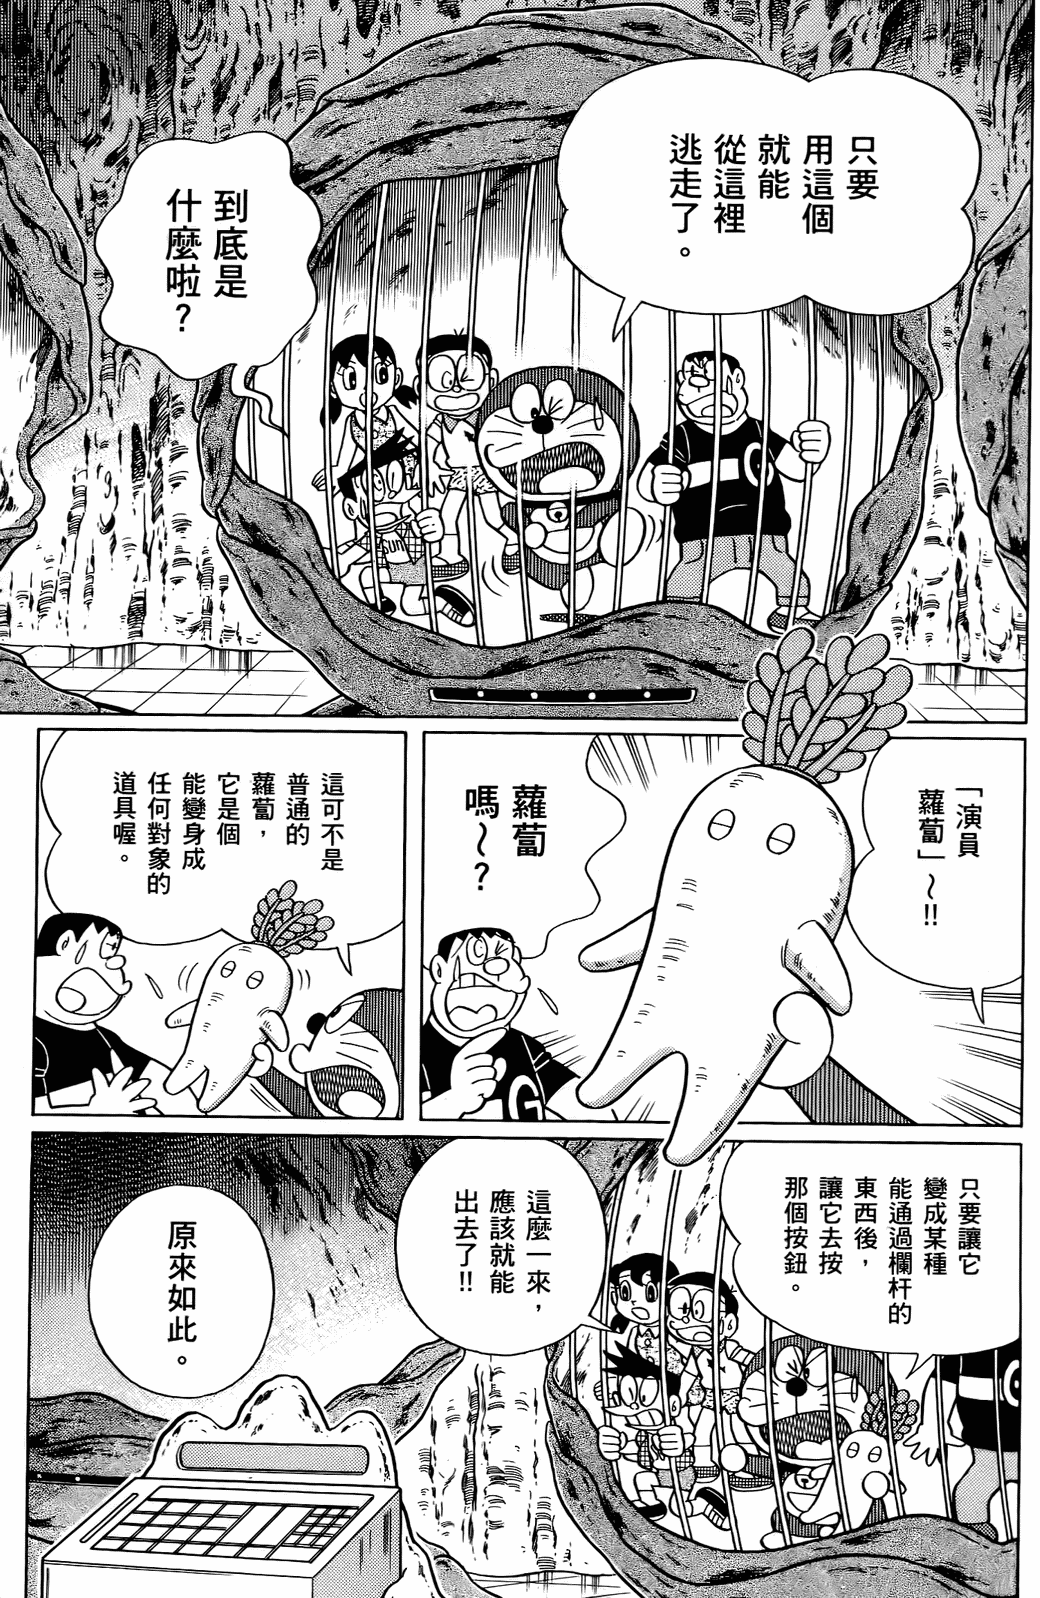 只要
用這個
就能
從這裡
逃走了。
到底是
什麼啦？
sun
G
「演員
蘿蔔」～!!
蘿蔔
嗎～？
G
這可不是
普通的
蘿蔔，
它是個
能變身成
任何對象的
道具喔。
只要讓它
變成某種
能通過欄杆的
東西後，
讓它去按
那個按鈕。
這麼一來，
應該就能
出去了!!
原來如此。